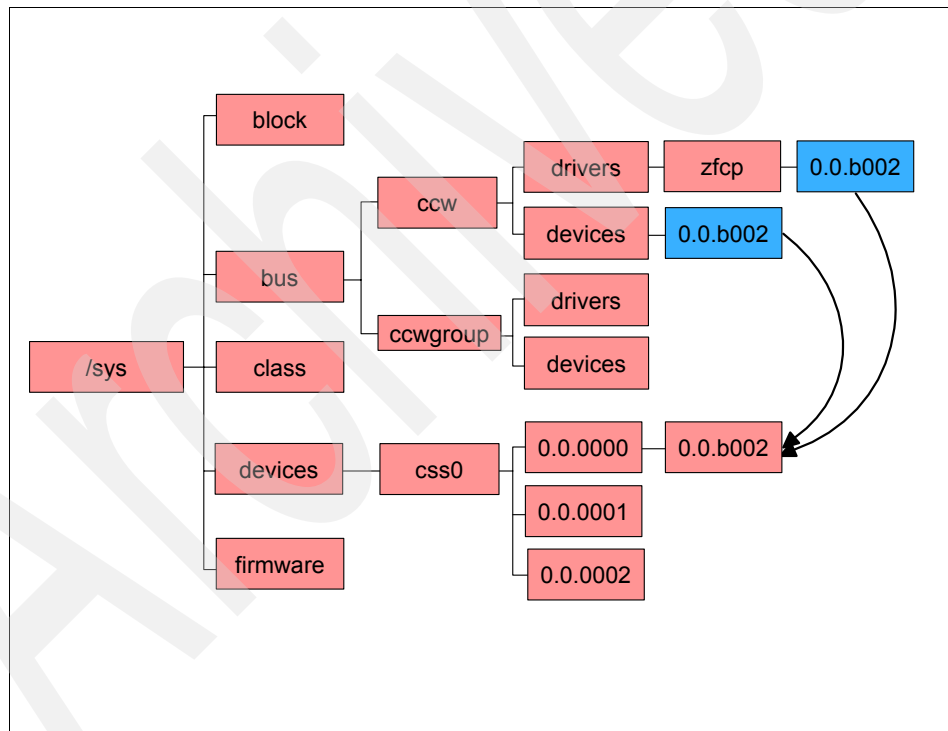 block
drivers
zfcp
0.0.b002
ccw
devices
0.0.b002
bus
drivers
ccwgroup
devices
/sys
class
0.0.0000
0.0.b002
devices
css0
0.0.0001
firmware
0.0.0002
Archived